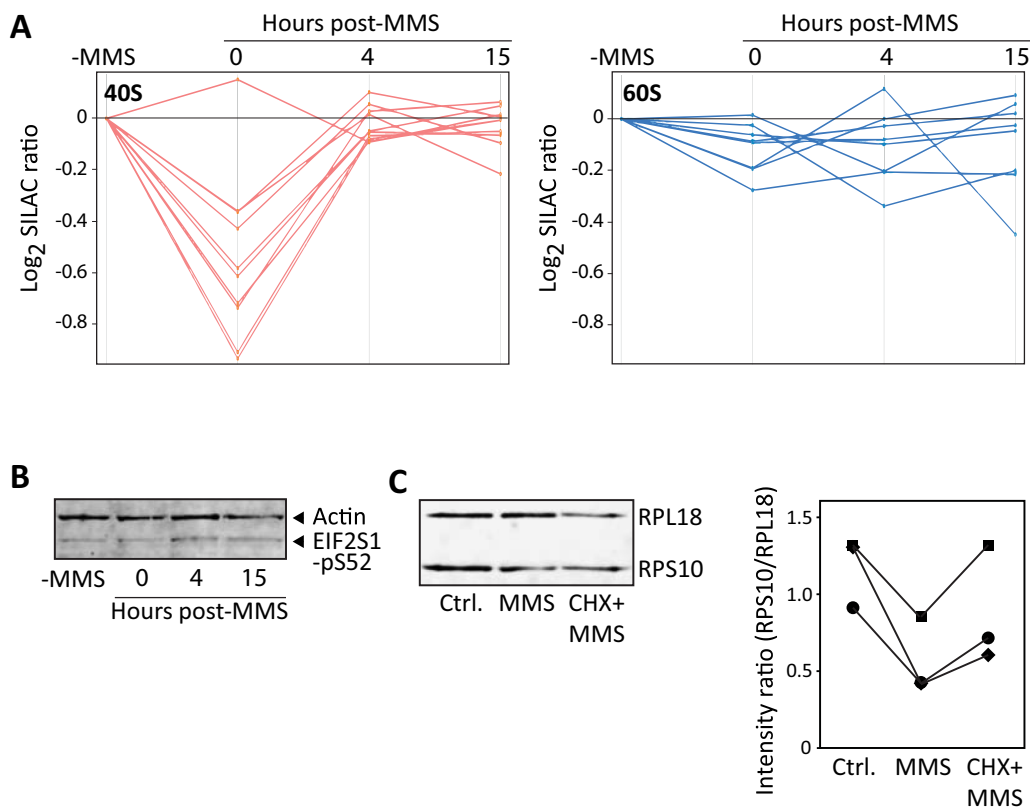 A
Hours post-MMS
-MMS 0 4 15
40S
0
-0.2
-0.4
-0.6
-0.8
Log2 SILAC ratio
Hours post-MMS
-MMS 0 4 15
60S
0
-0.2
-0.4
-0.6
-0.8
Log2 SILAC ratio
B
Actin
EIF2S1
-pS52
-MMS 0 4 15
Hours post-MMS
C
RPL18
RPS10
Ctrl. MMS CHX+
MMS
Intensity ratio (RPS10/RPL18)
1.5
1.0
0.5
0
Ctrl. MMS CHX+
MMS